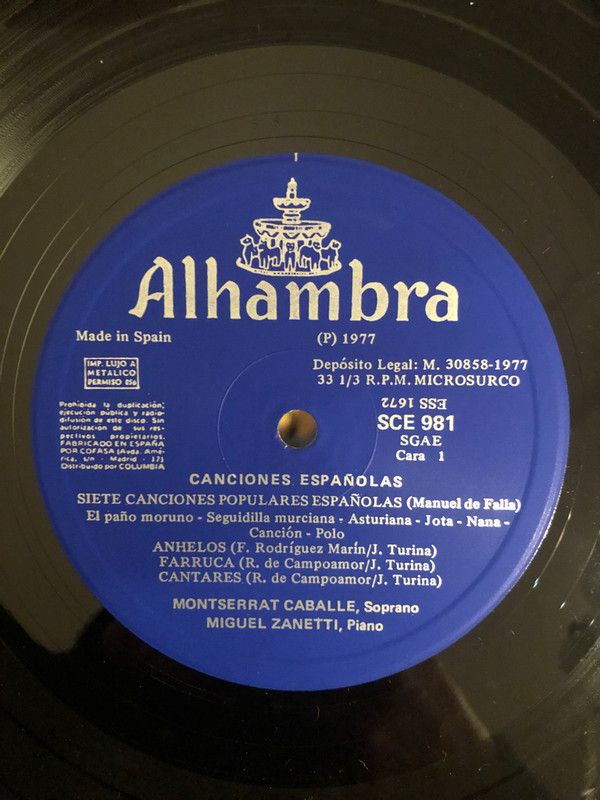 Alhambra
Made in Spain
(P) 1977
IMP. LUJO A
METALICO
PERMISO 056
Depósito Legal: M. 30858-1977
33 1/3 R.P.M. MICROSURCO
Prohibida la duplicación,
ejecución pública y radio-
difusión de este disco. Sin
autorización de sus res-
pectivos propietarios.
FABRICADO EN ESPAÑA
POR COFASA (Avda. Amé-
rica, s/n - Madrid - 17).
Distribuido por COLUMBIA
ESS 1672
SCE 981
SGAE
Cara 1
CANCIONES ESPAÑOLAS
SIETE CANCIONES POPULARES ESPAÑOLAS (Manuel de Falla)
El paño moruno - Seguidilla murciana - Asturiana - Jota - Nana -
Canción - Polo
ANHELOS (F. Rodríguez Marín/J. Turina)
FARRUCA (R. de Campoamor/J. Turina)
CANTARES (R. de Campoamor/J. Turina)
MONTSERRAT CABALLE, Soprano
MIGUEL ZANETTI, Piano